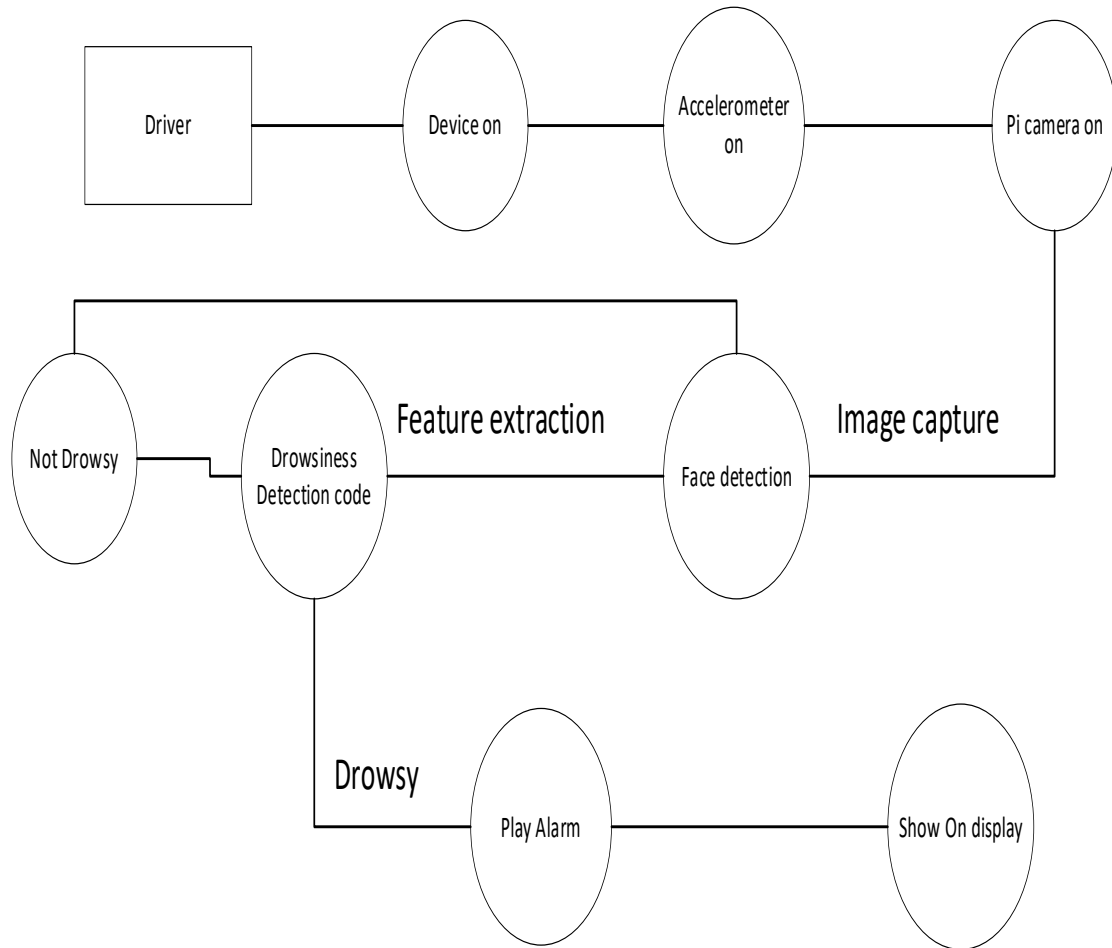 Driver
Device on
Accelerometer
on
Pi camera on
Feature extraction
Image capture
Not Drowsy
Drowsiness
Detection code
Face detection
Drowsy
Play Alarm
Show On display